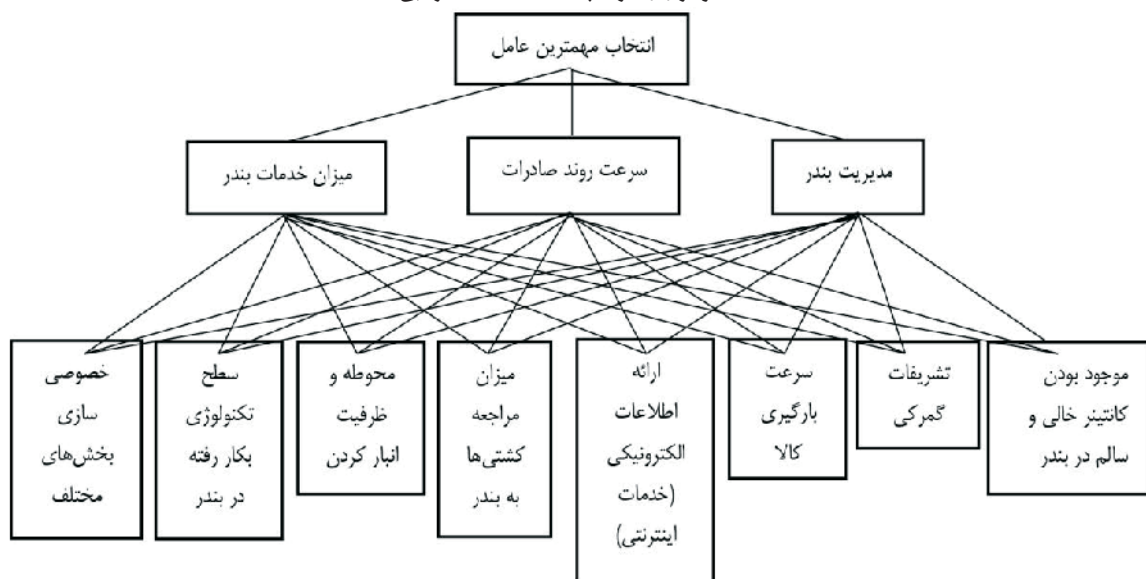 انتخاب مهمترین عامل
مدیریت بندر
سرعت روند صادرات
میزان خدمات بندر
موجود بودن
کانتینر خالی و
سالم در بندر
تشریفات
گمرکی
سرعت
بارگیری
کالا
ارائه
اطلاعات
الکترونیکی
(خدمات
اینترنتی)
میزان
مراجعه
کشتی‌ها
به بندر
محوطه و
ظرفیت
انبار کردن
سطح
تکنولوژی
بکار رفته
در بندر
خصوصی
سازی
بخش‌های
مختلف